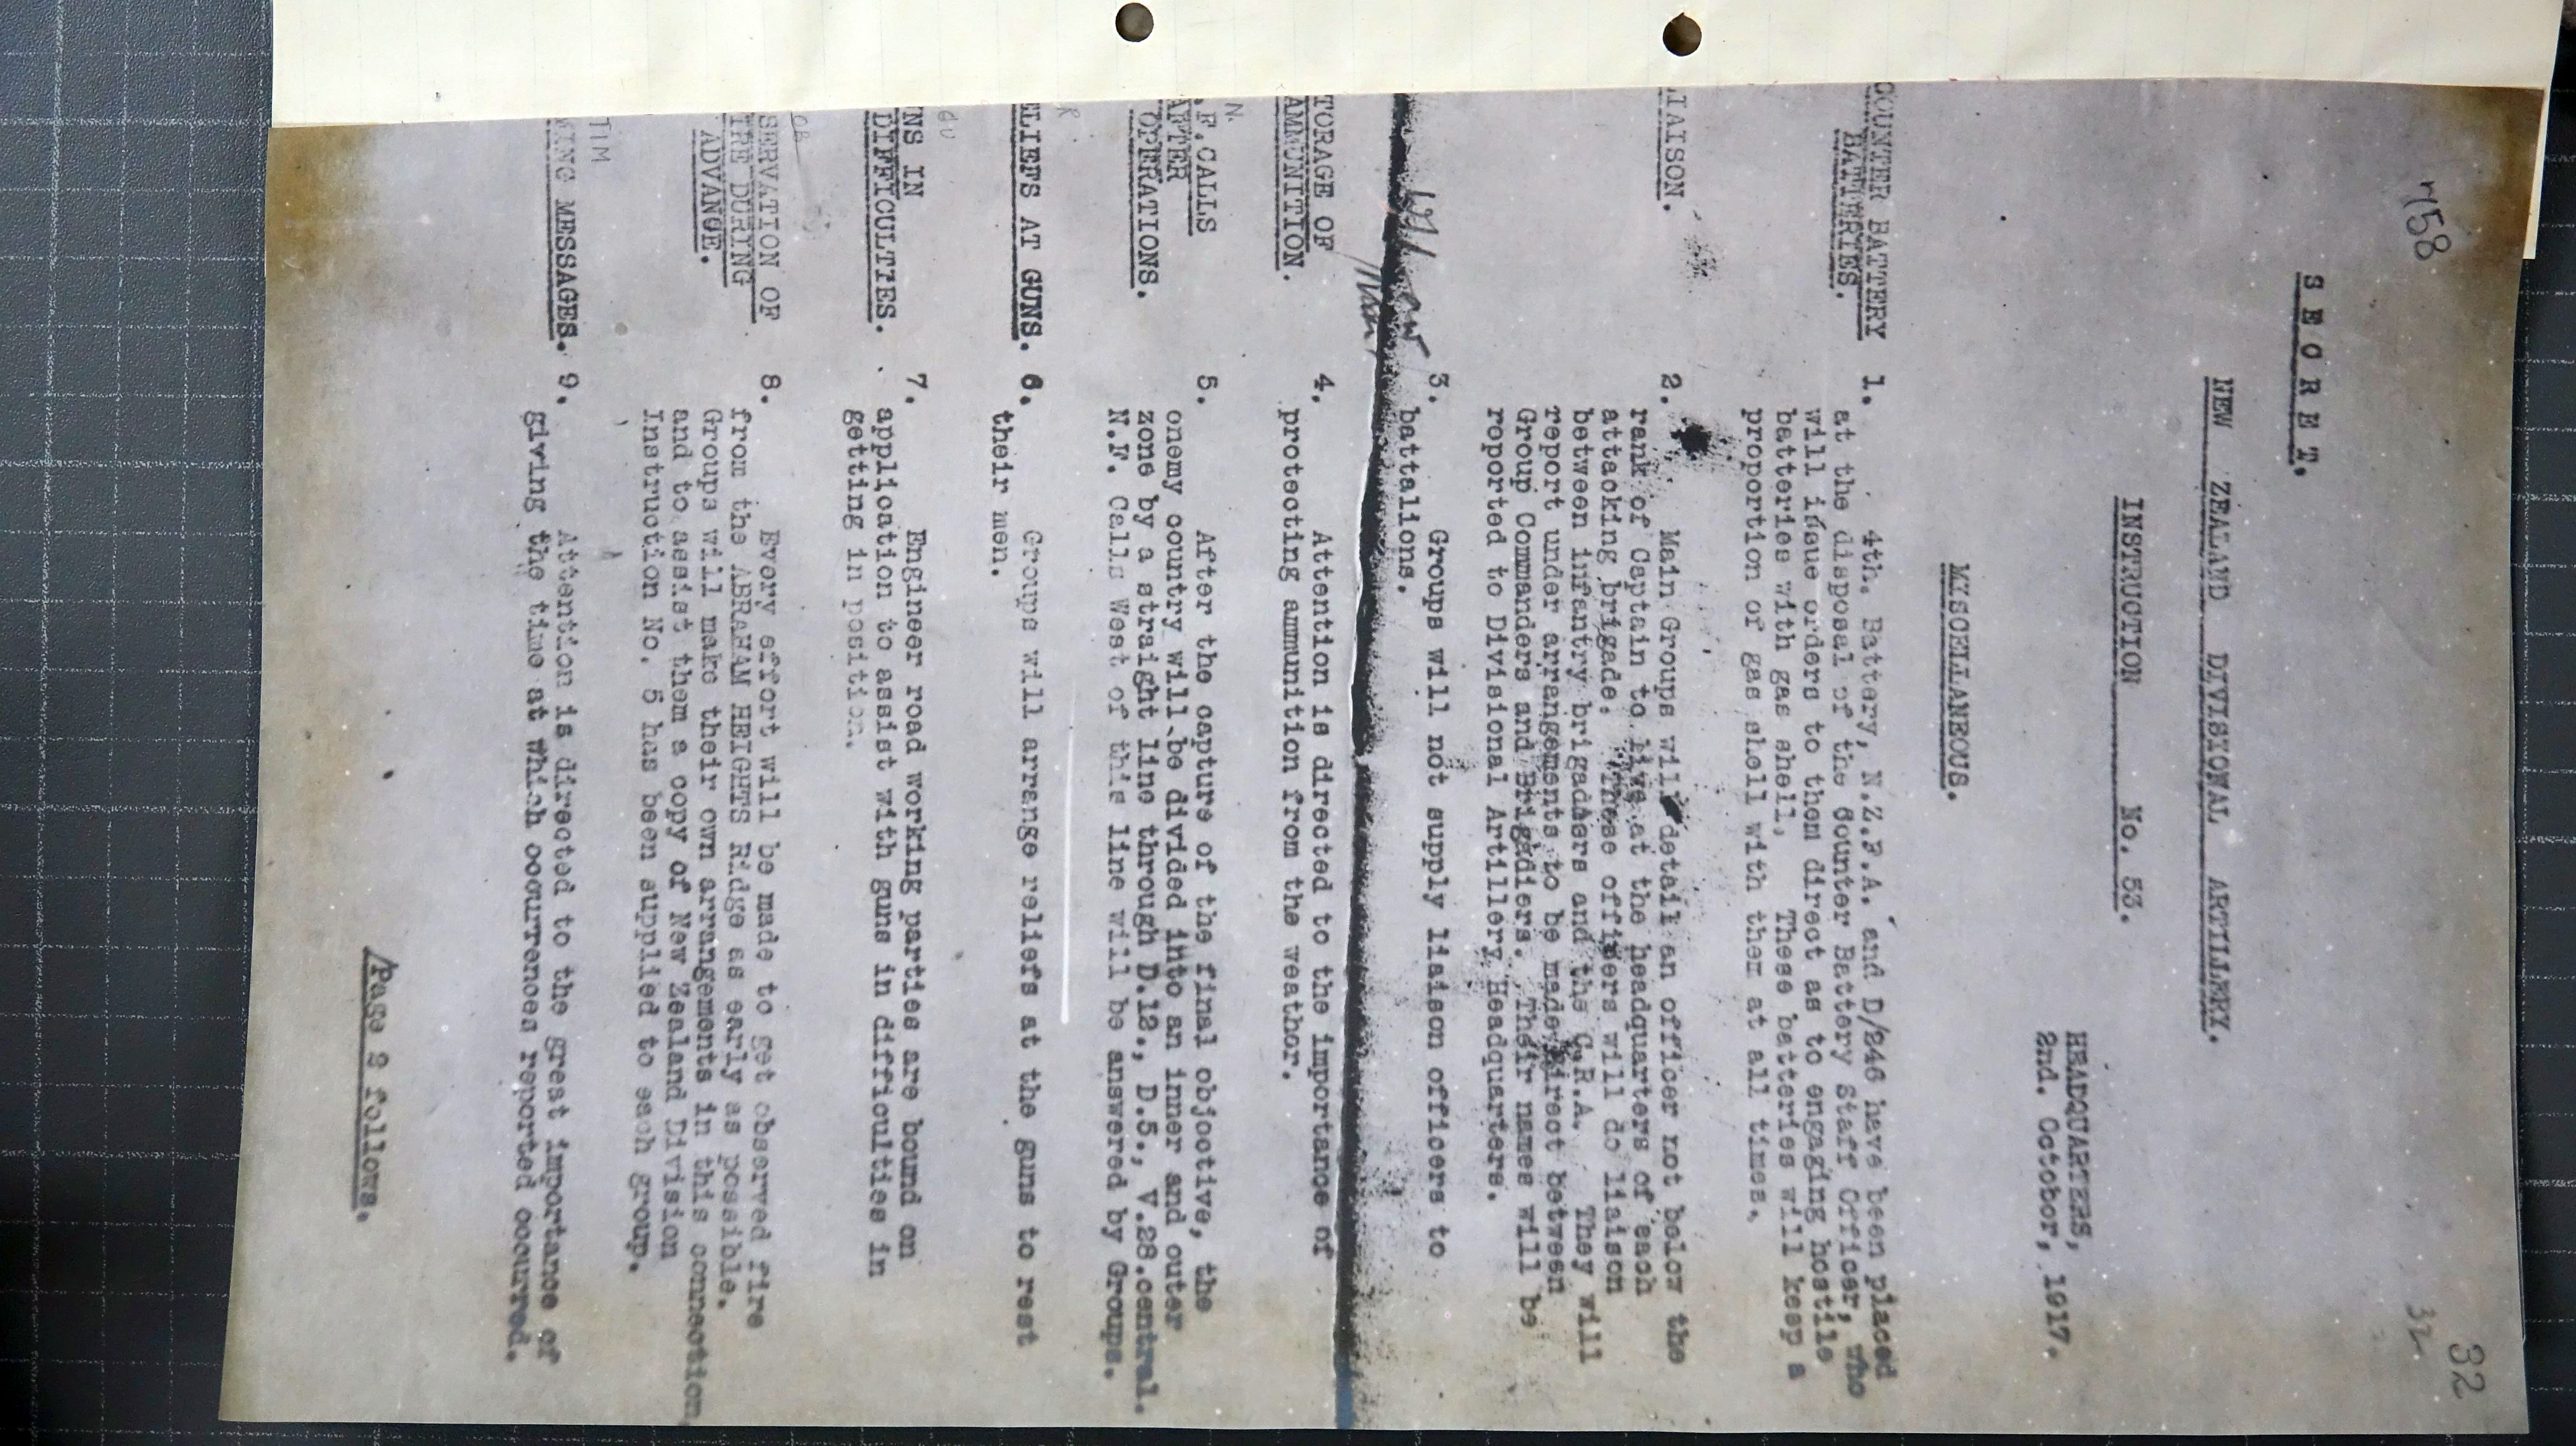 758
32
32
S E C R E T.
NEW ZEALAND DIVISIONAL ARTILLERY.
INSTRUCTION No. 53.
HEADQUARTERS,
2nd. October, 1917.
MISCELLANEOUS.
COUNTER BATTERY 1. 4th. Battery, N.Z.F.A. and D/246 have been placed
BATTERIES. at the disposal of the Counter Battery Staff Officer, who
will issue orders to them direct as to engaging hostile
batteries with gas shell. These batteries will keep a
proportion of gas shell with them at all times.
LIAISON. 2. Main Groups will detail an officer not below the
rank of Captain to live at the headquarters of each
attacking brigade. These officers will do liaison
between infantry brigadiers and the C.R.A. They will
report under arrangements to be made direct between
Group Commanders and Brigadiers. Their names will be
roported to Divisional Artillery Headquarters.
3. Groups will not supply liaison officers to
battalions.
TORAGE OF 4. Attention is directed to the importance of
AMMUNITION. protecting ammunition from the weathor.
N.
.F.CALLS 5. After the capture of the final objoctive, the
AFTER onemy country will be divided into an inner and outer
OPERATIONS. zone by a straight line through D.12., D.5., V.28.central.
N.F. Calls West of this line will be answered by Groups.
R
ELIEFS AT GUNS. 6. Groups will arrange reliefs at the guns to rest
their men.
GU
NS IN 7. Engineer road working parties are bound on
DIFFICULTIES. application to assist with guns in difficulties in
getting in position.
OB
SERVATION OF 8. Every effort will be made to get observed fire
IRE DURING from the ABRAHAM HEIGHTS Ridge as early as possible.
ADVANCE. Groups will make their own arrangements in this connection
and to assist them a copy of New Zealand Division
Instruction No. 5 has been supplied to each group.
TIM
ING MESSAGES. 9. Attention is directed to the great importance of
giving the time at which occurrences reported occurred.
/Page 2 follows.